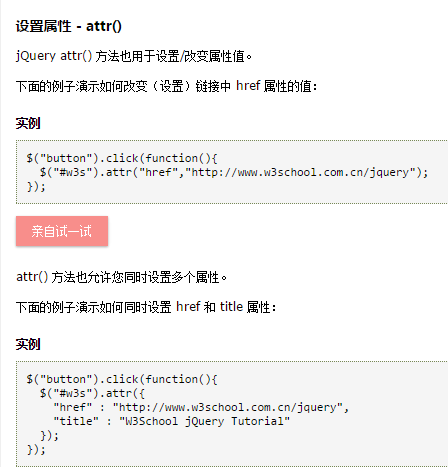 设置属性 - attr()
jQuery attr() 方法也用于设置/改变属性值。
下面的例子演示如何改变（设置）链接中 href 属性的值：
实例
$("button").click(function(){
  $("#w3s").attr("href","http://www.w3school.com.cn/jquery");
});
亲自试一试
attr() 方法也允许您同时设置多个属性。
下面的例子演示如何同时设置 href 和 title 属性：
实例
$("button").click(function(){
  $("#w3s").attr({
    "href" : "http://www.w3school.com.cn/jquery",
    "title" : "W3School jQuery Tutorial"
  });
});